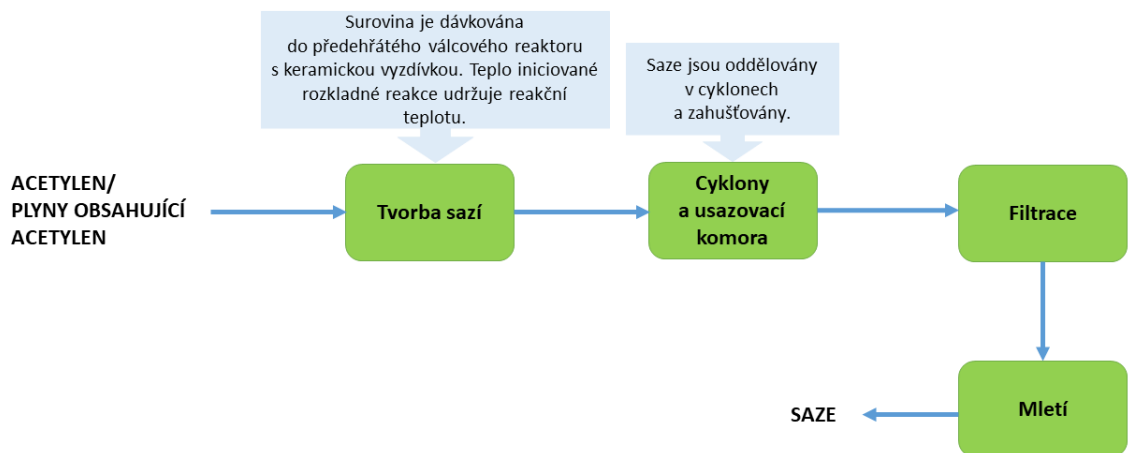 Surovina je dávkována
do předehřátého válcového reaktoru
s keramickou vyzdívkou. Teplo iniciované
rozkladné reakce udržuje reakční
teplotu.
Saze jsou oddělovány
v cyklonech
a zahušťovány.
ACETYLEN/
PLYNY OBSAHUJÍCÍ
ACETYLEN
Tvorba sazí
Cyklony
a usazovací
komora
Filtrace
Mletí
SAZE